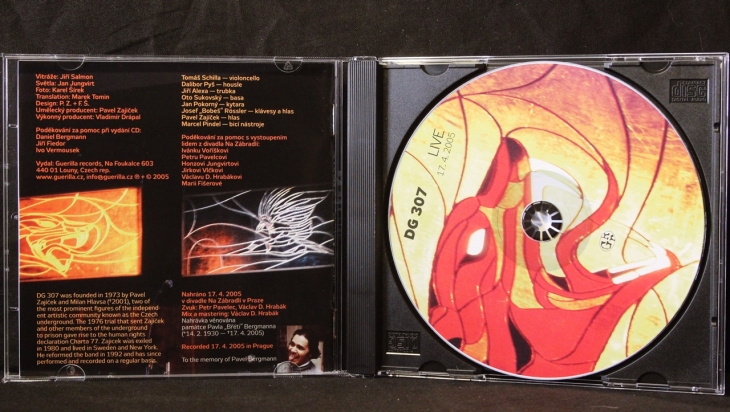 Vitráže: Jiří Salmon
Světla: Jan Jungvirt
Foto: Karel Šírek
Translation: Marek Tomin
Design: P. Z. + F. Š.
Umělecký producent: Pavel Zajíček
Výkonný producent: Vladimír Drápal
Poděkování za pomoc při vydání CD:
Daniel Bergmann
Jiří Fiedor
Ivo Vermousek
Vydal: Guerilla records, Na Foukalce 603
440 01 Louny, Czech rep.
www.guerilla.cz, info@guerilla.cz ® + © 2005
Tomáš Schilla — violoncello
Dalibor Pyš — housle
Jiří Alexa — trubka
Oto Sukovský — basa
Jan Pokorný — kytara
Josef „Bobeš" Rössler — klávesy a hlas
Pavel Zajíček — hlas
Marcel Pindel — bicí nástroje
Poděkování za pomoc s vystoupením
lidem z divadla Na Zábradlí:
Ivánku Voříškovi
Petru Pavelcovi
Honzovi Jungvirtovi
Jirkovi Vlčkovi
Václavu D. Hrabákovi
Marii Fišerové
DG 307 was founded in 1973 by Pavel
Zajíček and Milan Hlavsa (*2001), two of
the most prominent figures of the independ-
ent artistic community known as the Czech
underground. The 1976 trial that sent Zajíček
and other members of the underground
to prison gave rise to the human rights
declaration Charta 77. Zajíček was exiled
in 1980 and lived in Sweden and New York.
He reformed the band in 1992 and has since
performed and recorded on a regular basis.
Nahráno 17. 4. 2005
v divadle Na Zábradlí v Praze
Zvuk: Petr Pavelec, Václav D. Hrabák
Mix a mastering: Václav D. Hrabák
Nahrávka věnována
památce Pavla „Břéti" Bergmanna
(*14. 2. 1930 — †17. 4. 2005)
Recorded 17. 4. 2005 in Prague
To the memory of Pavel Bergmann
DG 307
LIVE
17. 4. 2005